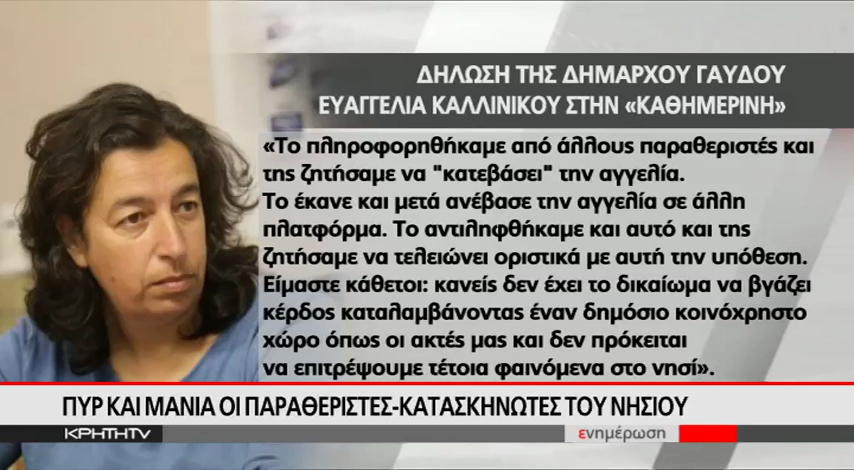 ΔΗΛΩΣΗ ΤΗΣ ΔΗΜΑΡΧΟΥ ΓΑΥΔΟΥ
ΕΥΑΓΓΕΛΙΑ ΚΑΛΛΙΝΙΚΟΥ ΣΤΗΝ «ΚΑΘΗΜΕΡΙΝΗ»
«Το πληροφορηθήκαμε από άλλους παραθεριστές και
της ζητήσαμε να "κατεβάσει" την αγγελία.
Το έκανε και μετά ανέβασε την αγγελία σε άλλη
πλατφόρμα. Το αντιληφθήκαμε και αυτό και της
ζητήσαμε να τελειώνει οριστικά με αυτή την υπόθεση.
Είμαστε κάθετοι: κανείς δεν έχει το δικαίωμα να βγάζει
κέρδος καταλαμβάνοντας έναν δημόσιο κοινόχρηστο
χώρο όπως οι ακτές μας και δεν πρόκειται
να επιτρέψουμε τέτοια φαινόμενα στο νησί».
ΠΥΡ ΚΑΙ ΜΑΝΙΑ ΟΙ ΠΑΡΑΘΕΡΙΣΤΕΣ-ΚΑΤΑΣΚΗΝΩΤΕΣ ΤΟΥ ΝΗΣΙΟΥ
ΚΡΗΤΗTV
ενημέρωση